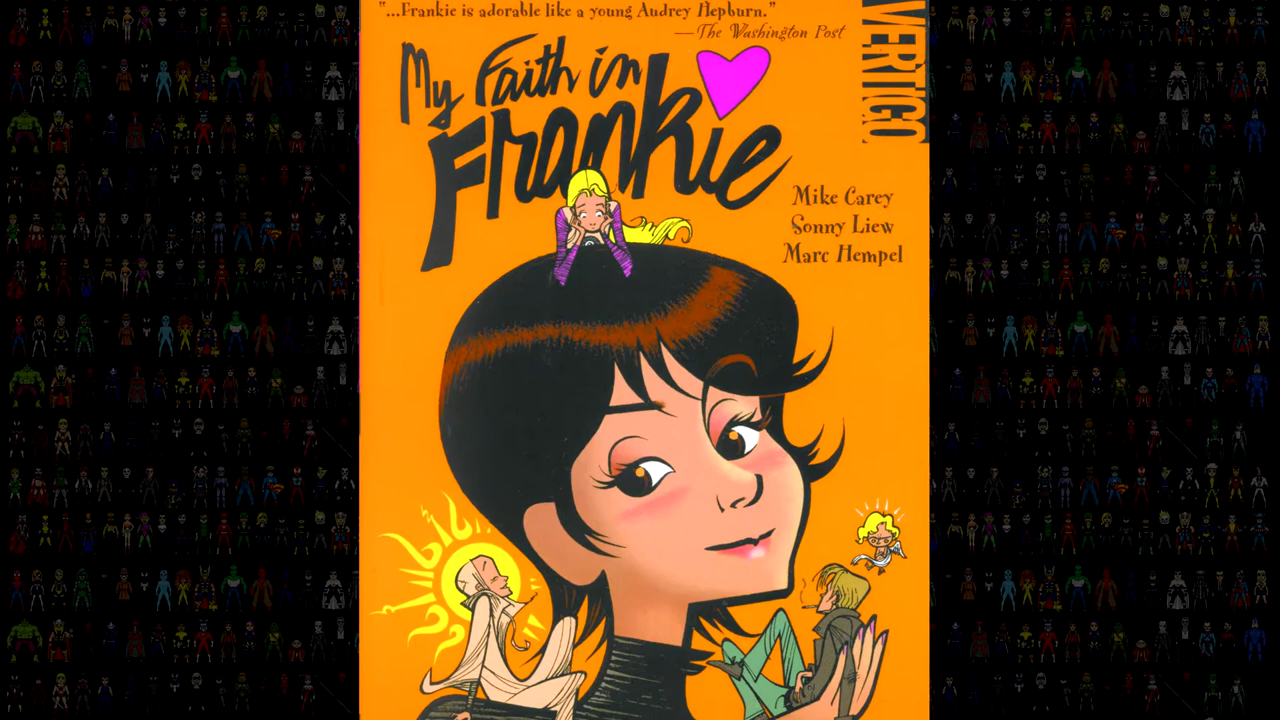 "...Frankie is adorable like a young Audrey Hepburn."
—The Washington Post
VERTIGO
My Faith in
Frankie
Mike Carey
Sonny Liew
Marc Hempel